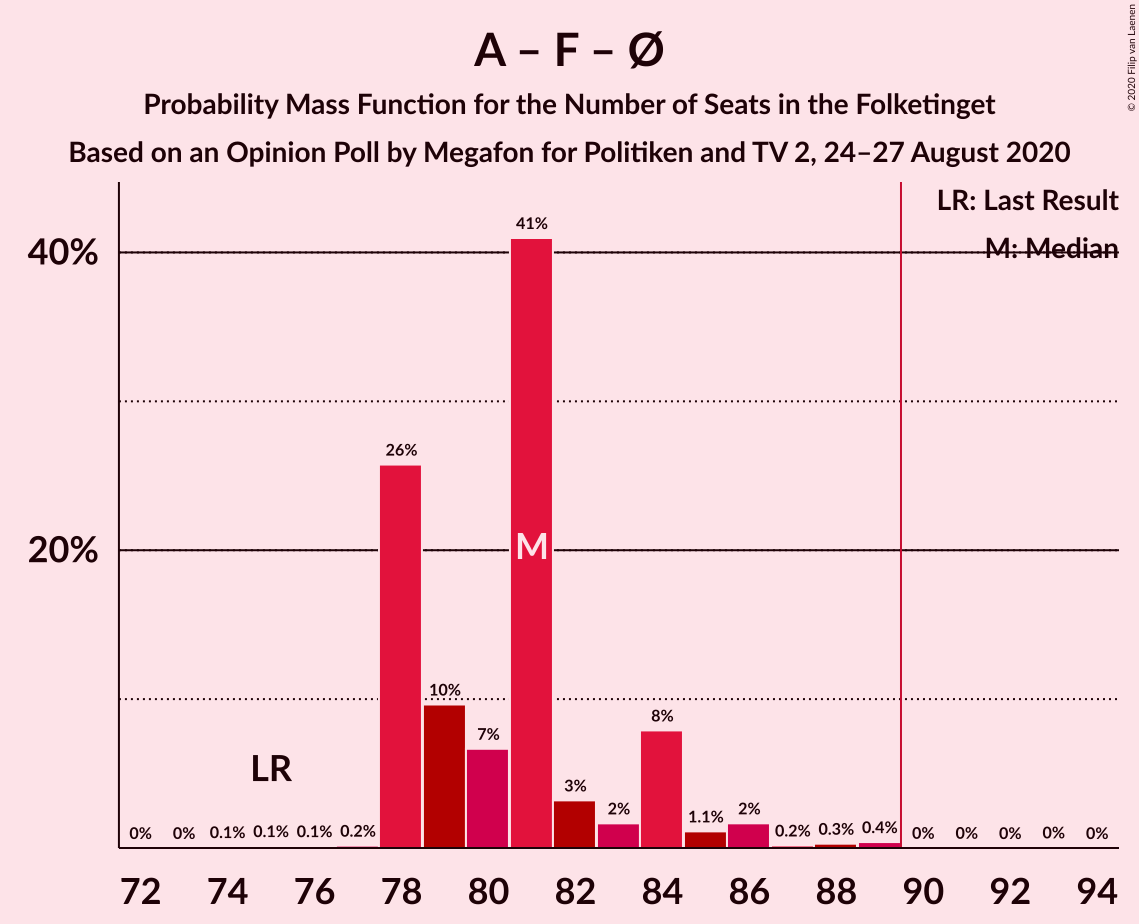 A – F – Ø
Probability Mass Function for the Number of Seats in the Folketinget
Based on an Opinion Poll by Megafon for Politiken and TV 2, 24–27 August 2020
© 2020 Filip van Laenen
LR: Last Result
M: Median
40%
20%
41%
26%
M
10%
7%
8%
LR
3%
2%
1.1%
2%
0% 0% 0.1% 0.1% 0.1% 0.2%
0.2% 0.3% 0.4% 0% 0% 0% 0% 0%
72 74 76 78 80 82 84 86 88 90 92 94